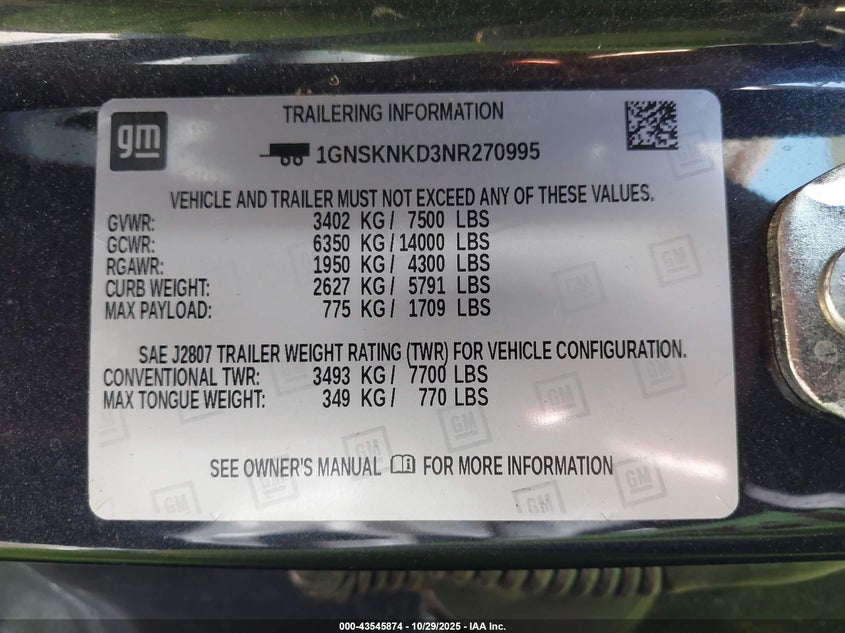 gm
TRAILERING INFORMATION
1GNSKNKD3NR270995
VEHICLE AND TRAILER MUST NOT EXCEED ANY OF THESE VALUES.
GVWR: 3402 KG / 7500 LBS
GCWR: 6350 KG / 14000 LBS
RGAWR: 1950 KG / 4300 LBS
CURB WEIGHT: 2627 KG / 5791 LBS
MAX PAYLOAD: 775 KG / 1709 LBS
SAE J2807 TRAILER WEIGHT RATING (TWR) FOR VEHICLE CONFIGURATION.
CONVENTIONAL TWR: 3493 KG / 7700 LBS
MAX TONGUE WEIGHT: 349 KG / 770 LBS
SEE OWNER'S MANUAL FOR MORE INFORMATION
000-43545874 / 10/29/2025 - IAA Inc.